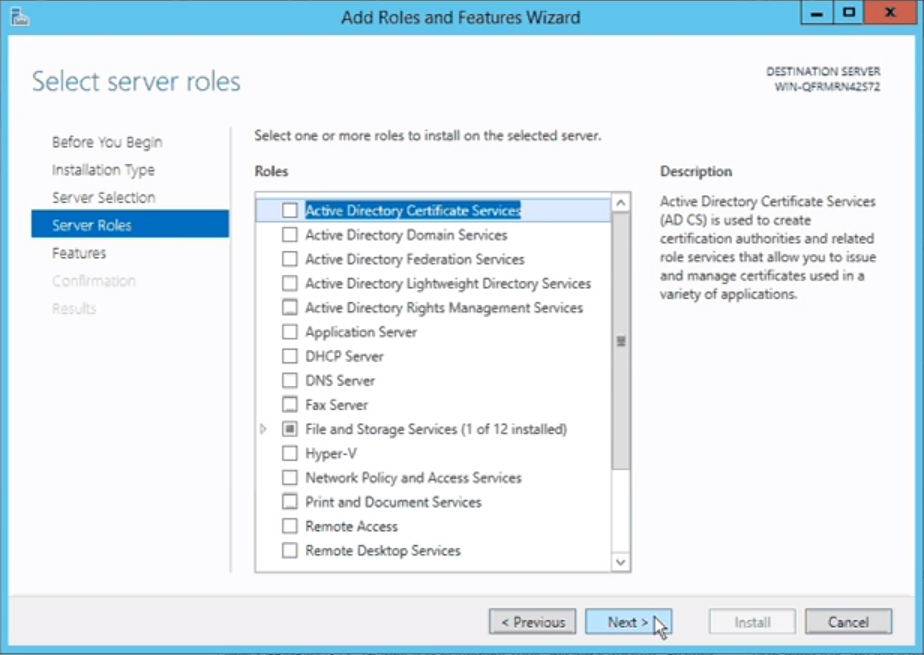 Add Roles and Features Wizard
Select server roles
DESTINATION SERVER
WIN-QFRMRN42S72
Before You Begin
Installation Type
Server Selection
Server Roles
Features
Confirmation
Results
Select one or more roles to install on the selected server.
Roles
Active Directory Certificate Services
Active Directory Domain Services
Active Directory Federation Services
Active Directory Lightweight Directory Services
Active Directory Rights Management Services
Application Server
DHCP Server
DNS Server
Fax Server
File and Storage Services (1 of 12 installed)
Hyper-V
Network Policy and Access Services
Print and Document Services
Remote Access
Remote Desktop Services
Description
Active Directory Certificate Services
(AD CS) is used to create
certification authorities and related
role services that allow you to issue
and manage certificates used in a
variety of applications.
< Previous
Next >
Install
Cancel